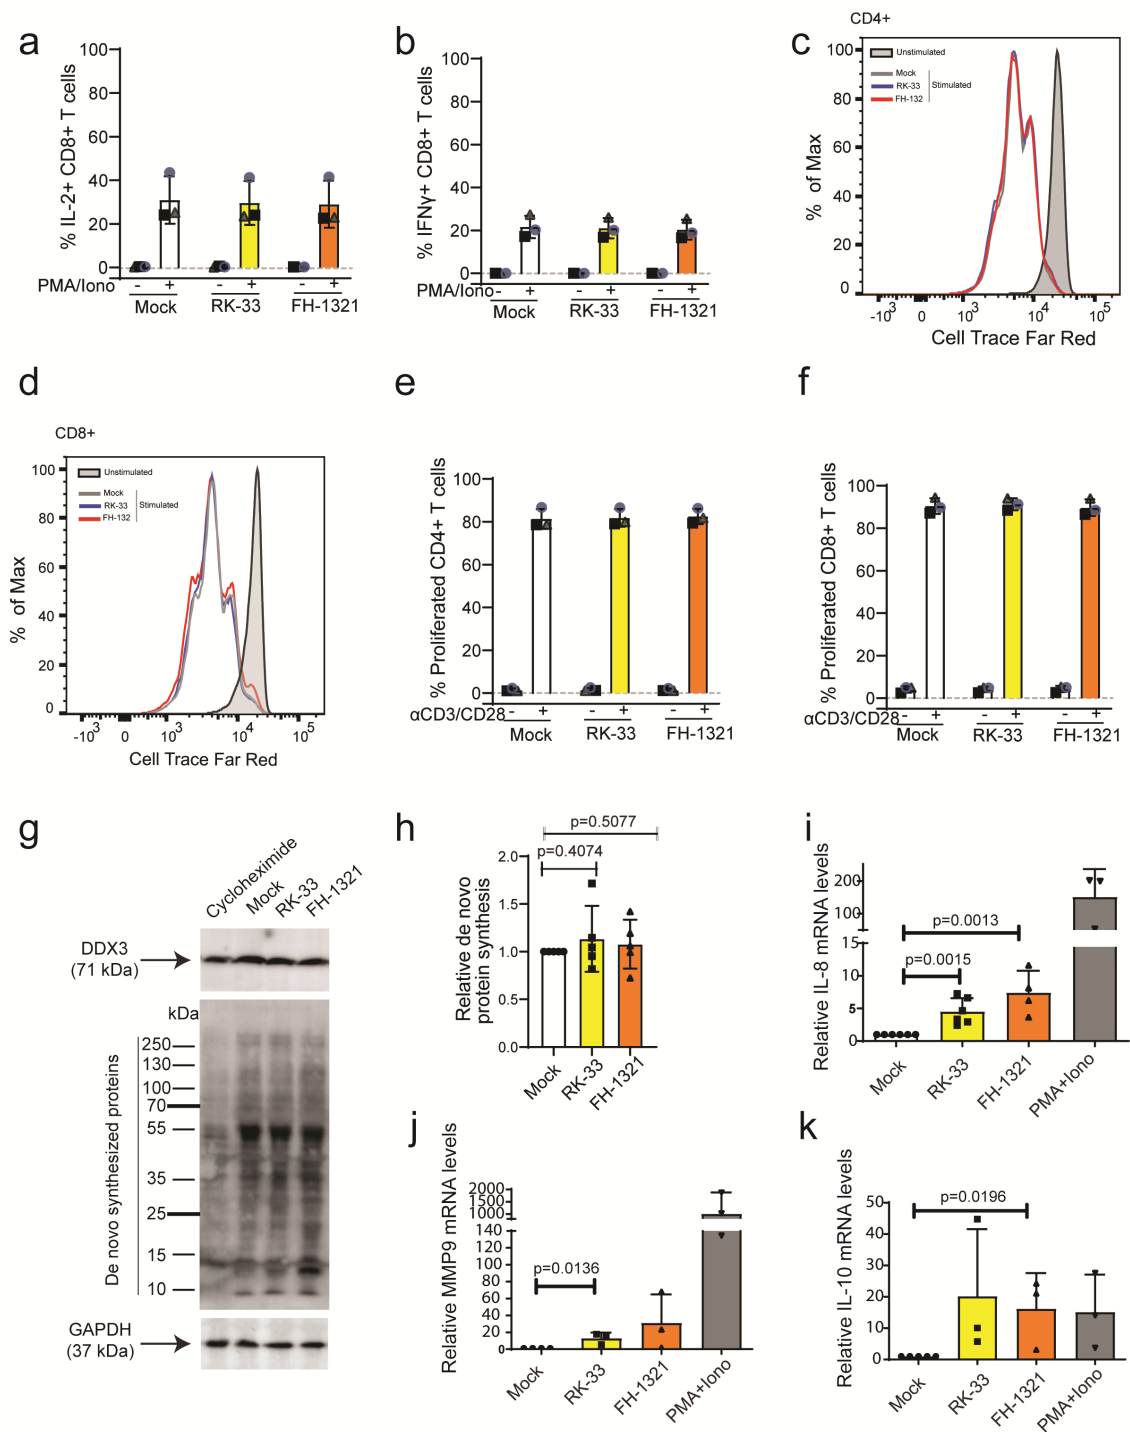 a
% IL-2+ CD8+ T cells
100
80
60
40
20
0
PMA/Iono
- + - + - +
Mock RK-33 FH-1321
b
% IFNγ+ CD8+ T cells
100
80
60
40
20
0
PMA/Iono
- + - + - +
Mock RK-33 FH-1321
c
CD4+
Unstimulated
Mock
RK-33
FH-132
Stimulated
% of Max
100
80
60
40
20
0
-10³ 0 10³ 10⁴ 10⁵
Cell Trace Far Red
d
CD8+
Unstimulated
Mock
RK-33
FH-132
Stimulated
% of Max
100
80
60
40
20
0
-10³ 0 10³ 10⁴ 10⁵
Cell Trace Far Red
e
% Proliferated CD4+ T cells
100
80
60
40
20
0
αCD3/CD28
- + - + - +
Mock RK-33 FH-1321
f
% Proliferated CD8+ T cells
100
80
60
40
20
0
αCD3/CD28
- + - + - +
Mock RK-33 FH-1321
g
Cycloheximide
Mock
RK-33
FH-1321
DDX3
(71 kDa)
kDa
De novo synthesized proteins
250
130
100
70
55
35
25
15
10
GAPDH
(37 kDa)
h
p=0.5077
p=0.4074
Relative de novo
protein synthesis
2.0
1.5
1.0
0.5
0.0
Mock
RK-33
FH-1321
i
Relative IL-8 mRNA levels
200
100
15
10
5
0
p=0.0013
p=0.0015
Mock
RK-33
FH-1321
PMA+Iono
j
Relative MMP9 mRNA levels
2000
1500
1000
140
120
100
80
60
40
20
0
p=0.0136
Mock
RK-33
FH-1321
PMA+Iono
k
Relative IL-10 mRNA levels
50
40
30
20
10
0
p=0.0196
Mock
RK-33
FH-1321
PMA+Iono